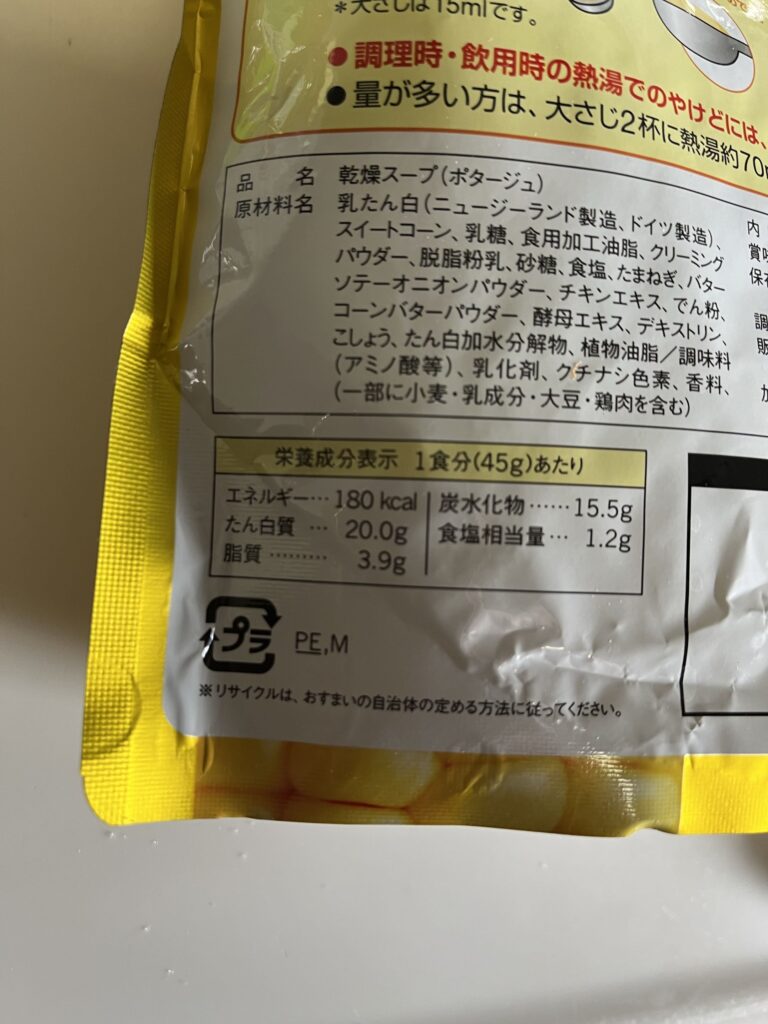 *大さじは15mlです。
●調理時・飲用時の熱湯でのやけどには、
●量が多い方は、大さじ2杯に熱湯約70m
品 名 乾燥スープ(ポタージュ)
原材料名 乳たん白(ニュージーランド製造、ドイツ製造)、
スイートコーン、乳糖、食用加工油脂、クリーミング
パウダー、脱脂粉乳、砂糖、食塩、たまねぎ、バター
ソテーオニオンパウダー、チキンエキス、でん粉、
コーンバターパウダー、酵母エキス、デキストリン、
こしょう、たん白加水分解物、植物油脂/調味料
(アミノ酸等)、乳化剤、クチナシ色素、香料、
(一部に小麦・乳成分・大豆・鶏肉を含む)
内
賞味
保存
調
販
加
栄養成分表示 1食分(45g)あたり
エネルギー… 180 kcal
たん白質 … 20.0g
脂質 ……… 3.9g
炭水化物 …… 15.5g
食塩相当量… 1.2g
プラ PE,M
※リサイクルは、おすまいの自治体の定める方法に従ってください。